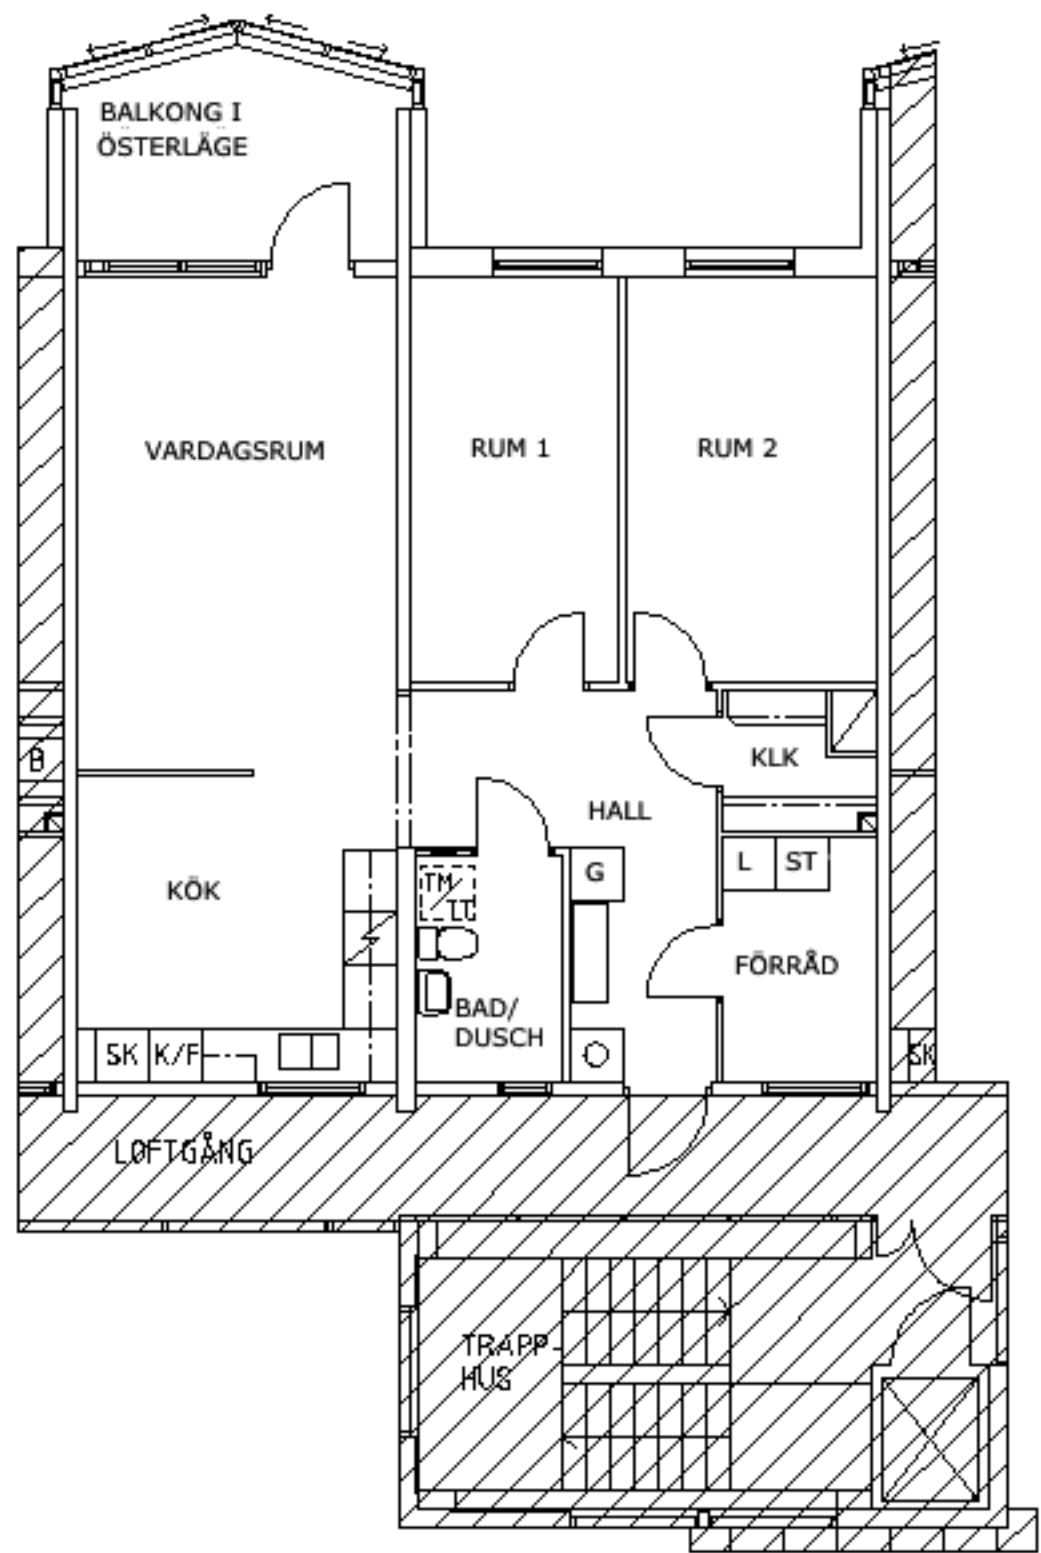 BALKONG I
ÖSTERLÄGE
VARDAGSRUM
RUM 1
RUM 2
B
KLK
HALL
KÖK
TM
TT
G
L
ST
FÖRRÅD
BAD/
DUSCH
SK
K/F
SK
LOFTGÅNG
TRAPP-
HUS